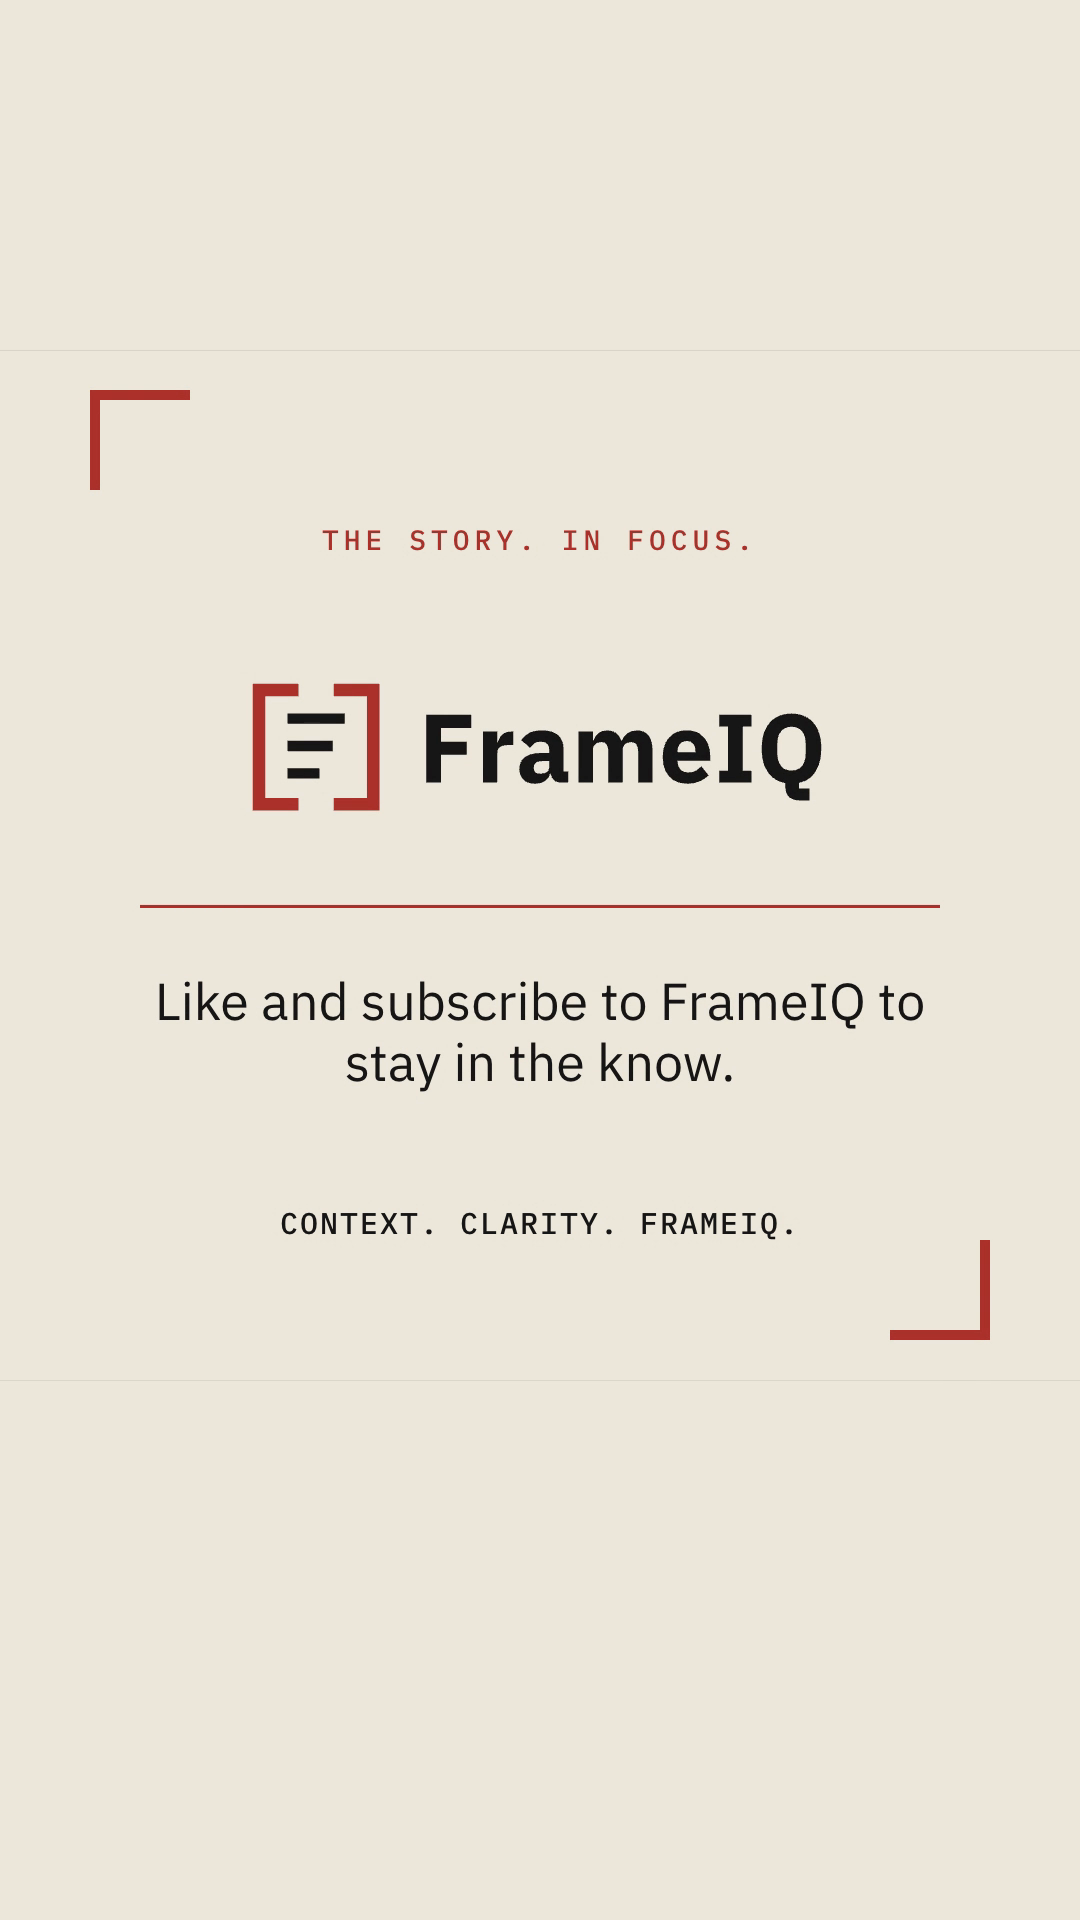 THE STORY. IN FOCUS.
FrameIQ
Like and subscribe to FrameIQ to
stay in the know.
CONTEXT. CLARITY. FRAMEIQ.